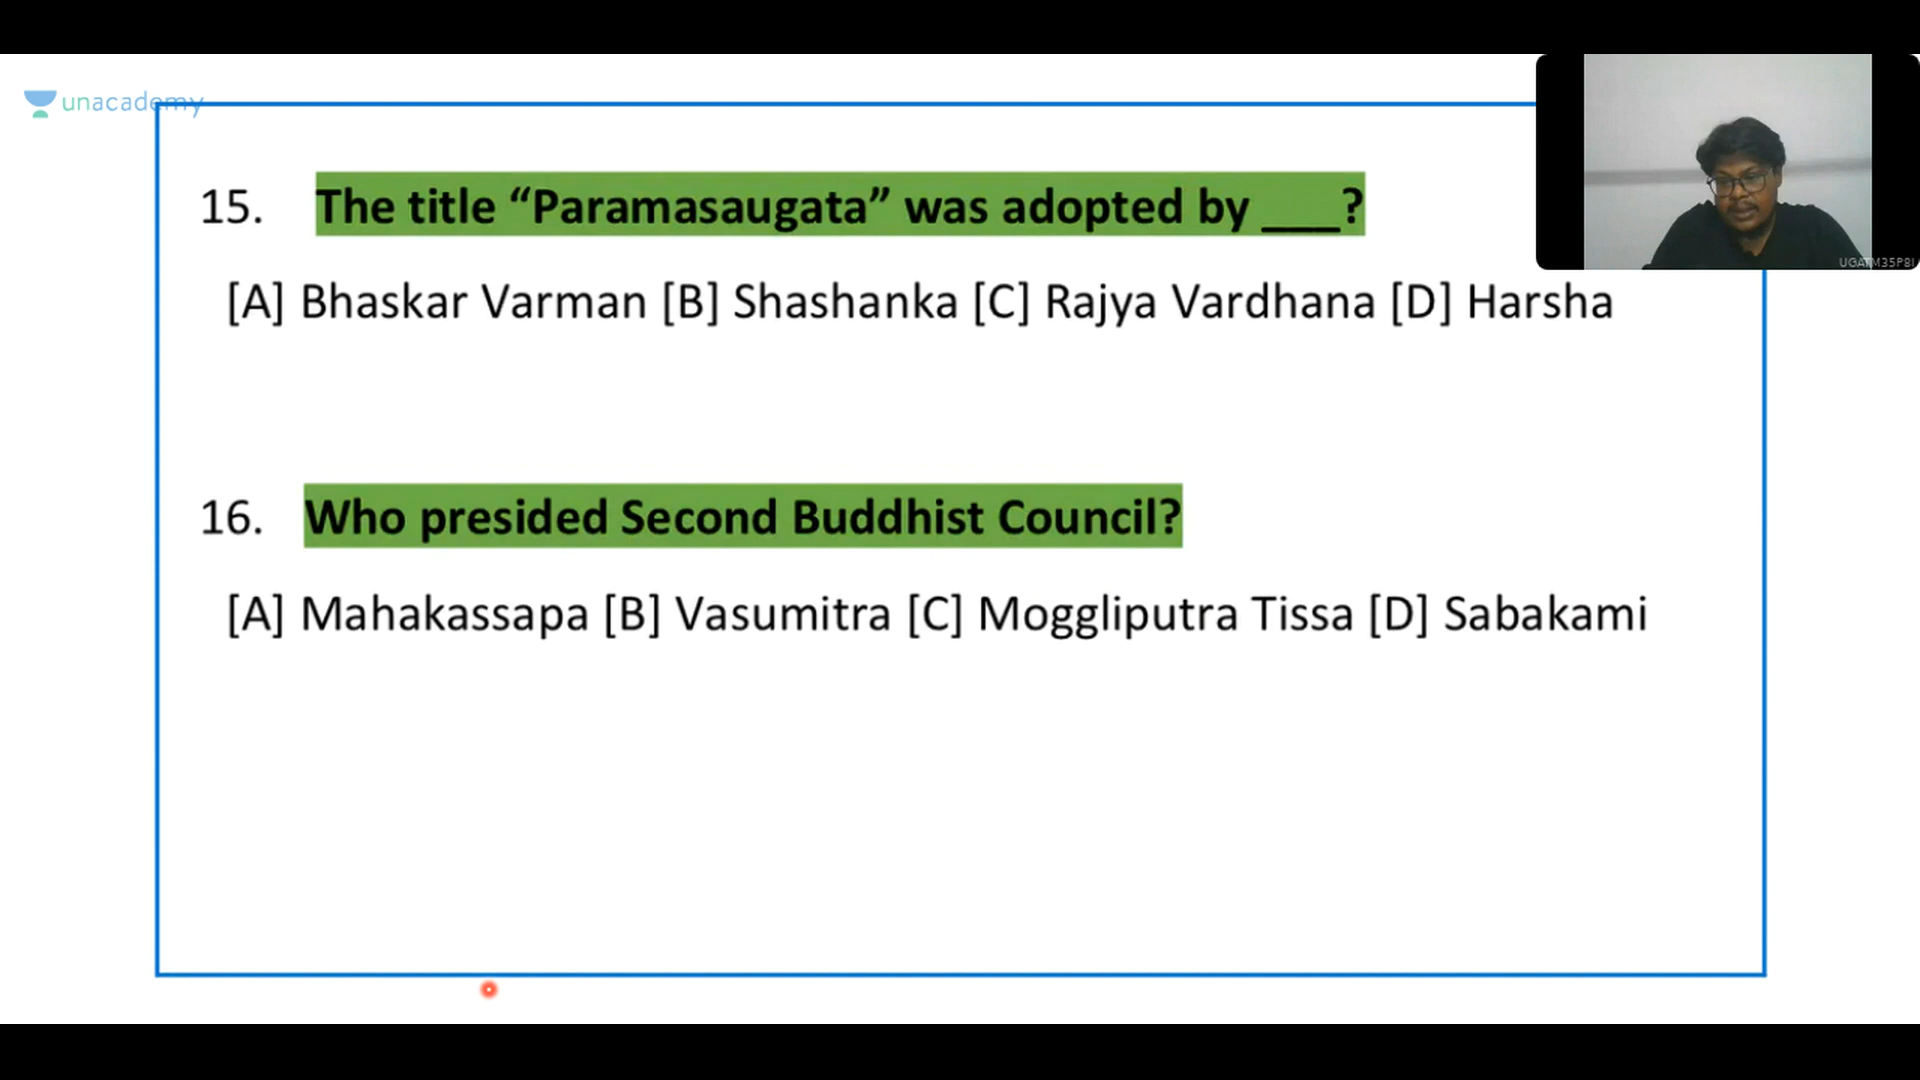 unacademy
15. The title “Paramasaugata” was adopted by ___?
[A] Bhaskar Varman [B] Shashanka [C] Rajya Vardhana [D] Harsha
16. Who presided Second Buddhist Council?
[A] Mahakassapa [B] Vasumitra [C] Moggliputra Tissa [D] Sabakami